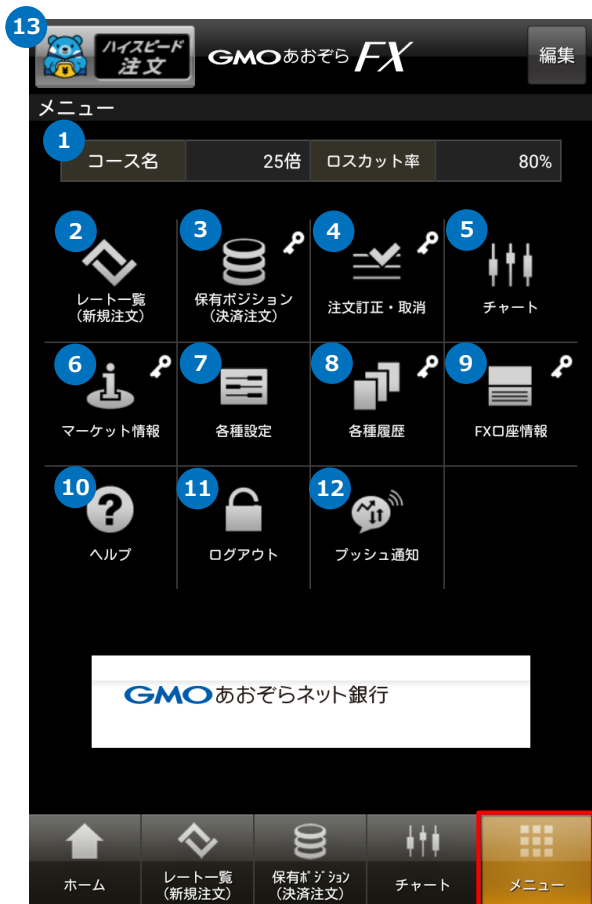 13
ハイスピード
注文
GMOあおぞら FX
編集
メニュー
1
コース名 25倍 ロスカット率 80%
2
レート一覧
(新規注文)
3
保有ポジション
(決済注文)
4
注文訂正・取消
5
チャート
6
マーケット情報
7
各種設定
8
各種履歴
9
FX口座情報
10
?
ヘルプ
11
ログアウト
12
プッシュ通知
GMOあおぞらネット銀行
ホーム
レート一覧
(新規注文)
保有ﾎﾟｼﾞｼｮﾝ
(決済注文)
チャート
メニュー